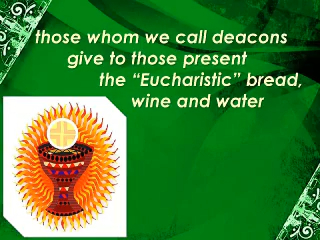 those whom we call deacons
give to those present
the “Eucharistic” bread,
wine and water